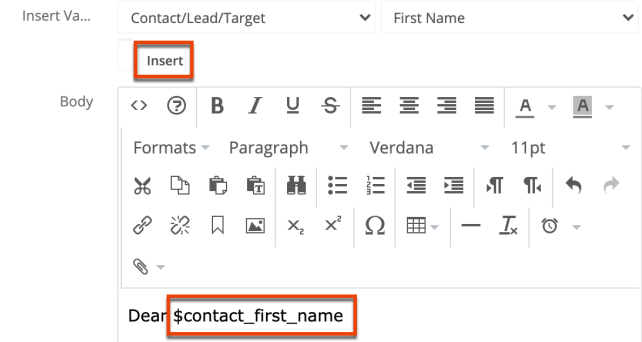 Insert Va... Contact/Lead/Target First Name
Insert
Body
B I U S A A
Formats Paragraph Verdana 11pt
Dear $contact_first_name